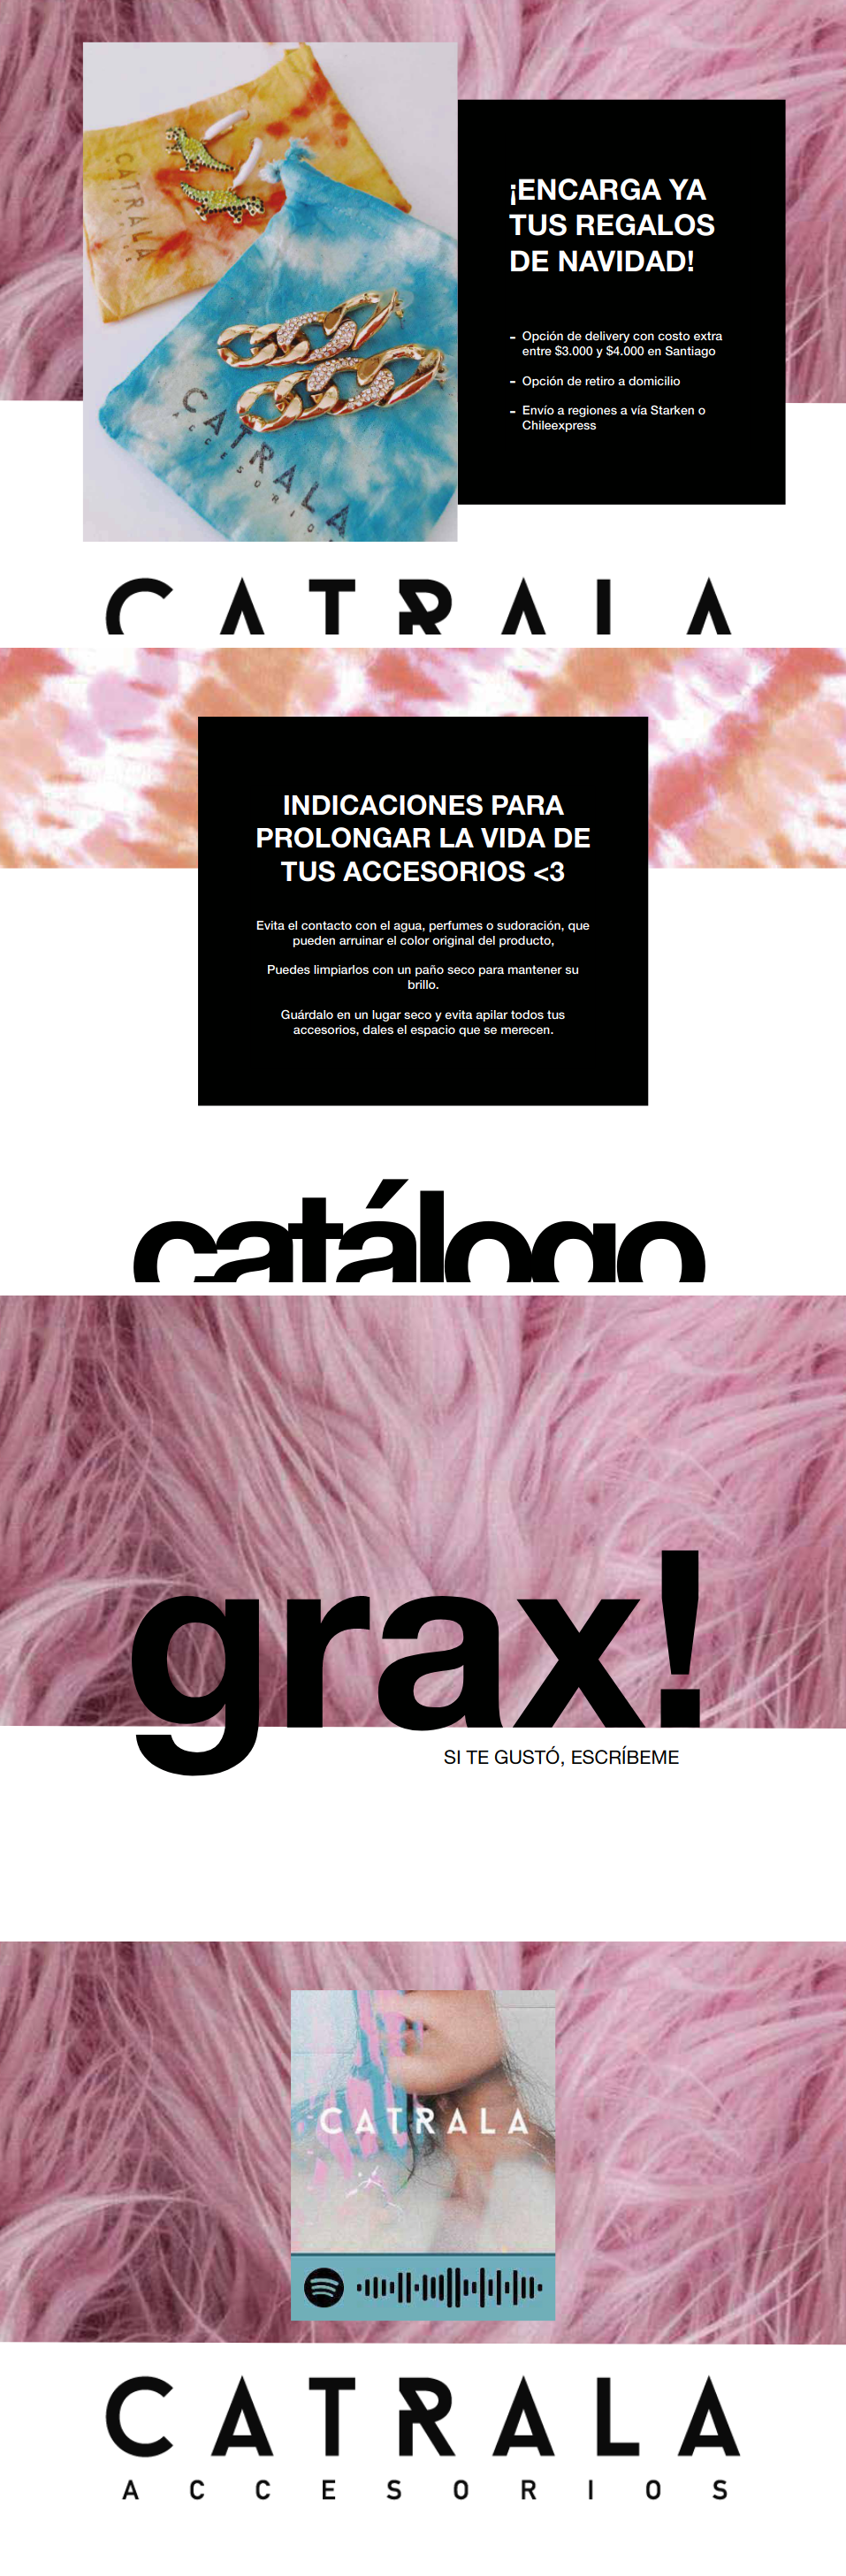 CATRALA
CATRALA
ACCESORIOS
¡ENCARGA YA
TUS REGALOS
DE NAVIDAD!
- Opción de delivery con costo extra
entre $3.000 y $4.000 en Santiago
- Opción de retiro a domicilio
- Envío a regiones a vía Starken o
Chileexpress
CATRALA
INDICACIONES PARA
PROLONGAR LA VIDA DE
TUS ACCESORIOS <3
Evita el contacto con el agua, perfumes o sudoración, que
pueden arruinar el color original del producto,
Puedes limpiarlos con un paño seco para mantener su
brillo.
Guárdalo en un lugar seco y evita apilar todos tus
accesorios, dales el espacio que se merecen.
catálogo
grax!
SI TE GUSTÓ, ESCRÍBEME
CATRALA
CATRALA
ACCESORIOS